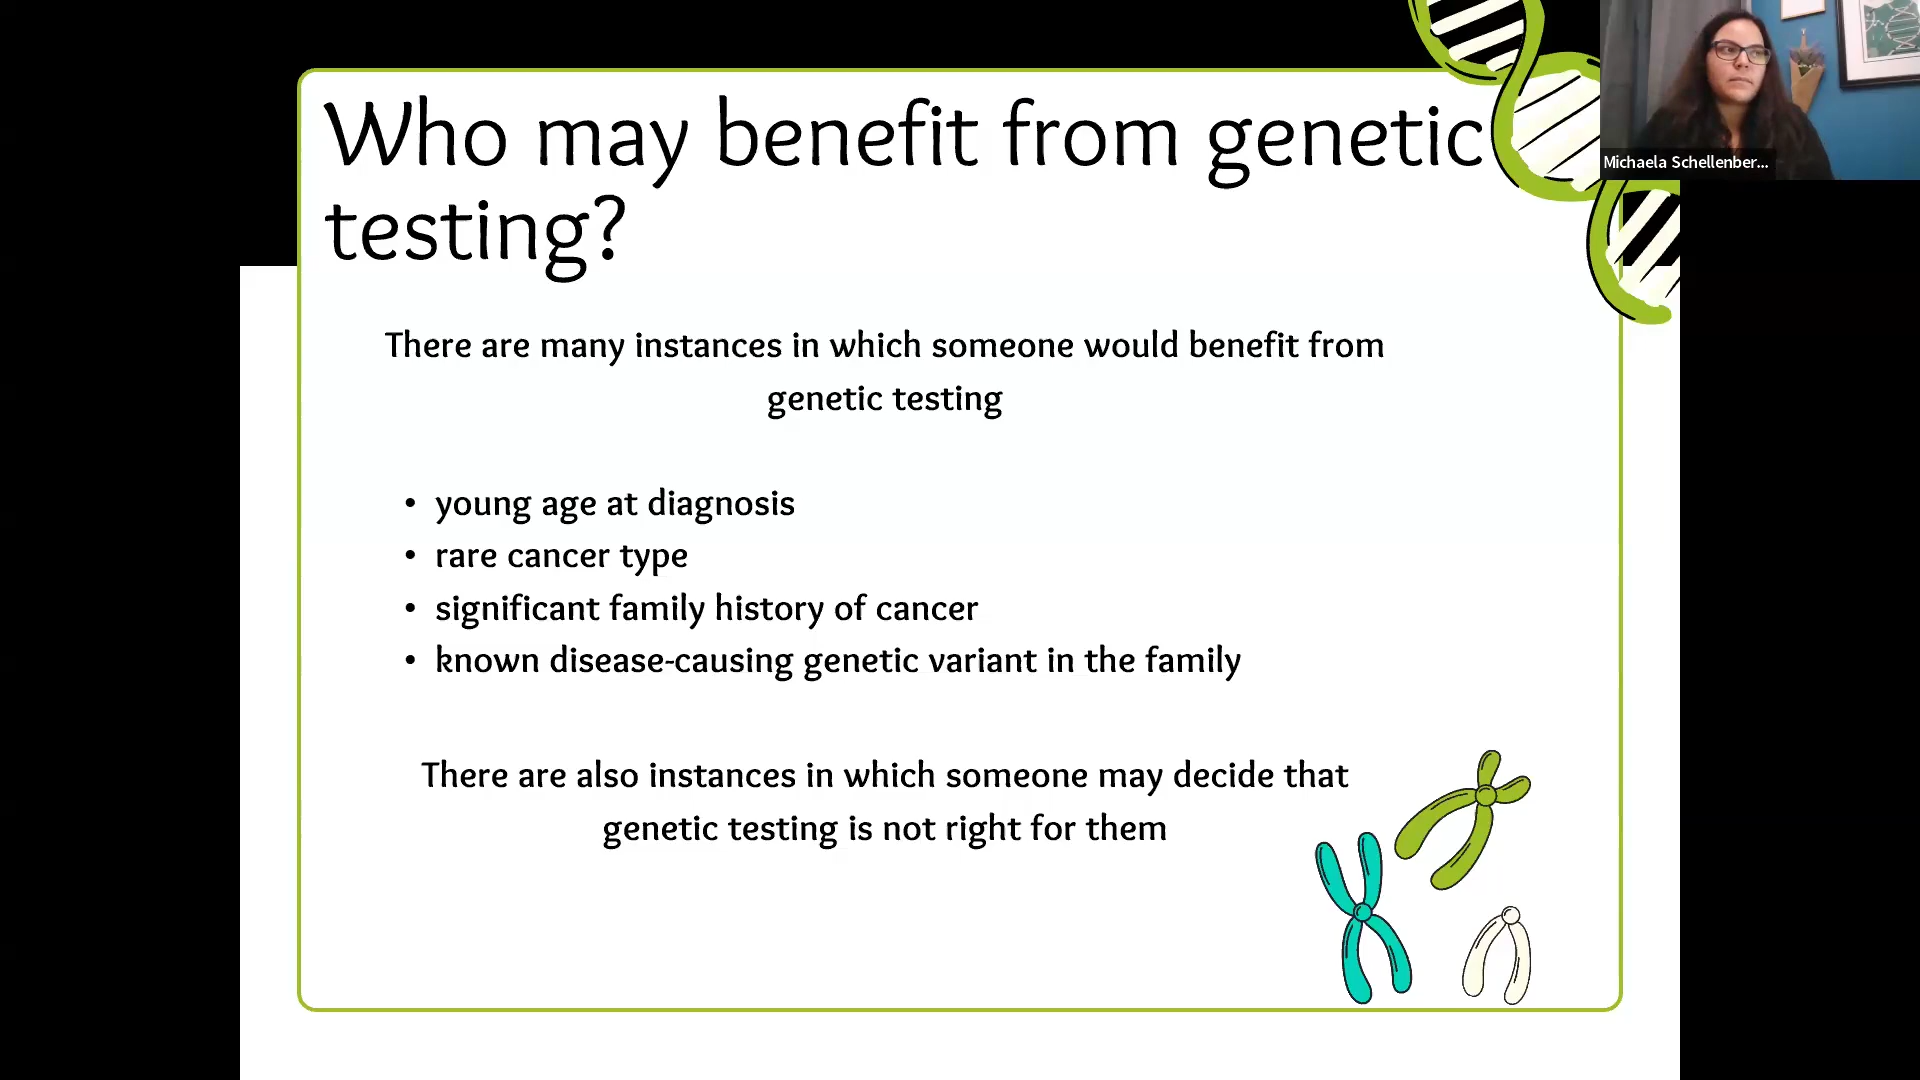 Who may benefit from genetic
testing?
There are many instances in which someone would benefit from
genetic testing
• young age at diagnosis
• rare cancer type
• significant family history of cancer
• known disease-causing genetic variant in the family
There are also instances in which someone may decide that
genetic testing is not right for them
Michaela Schellenber...